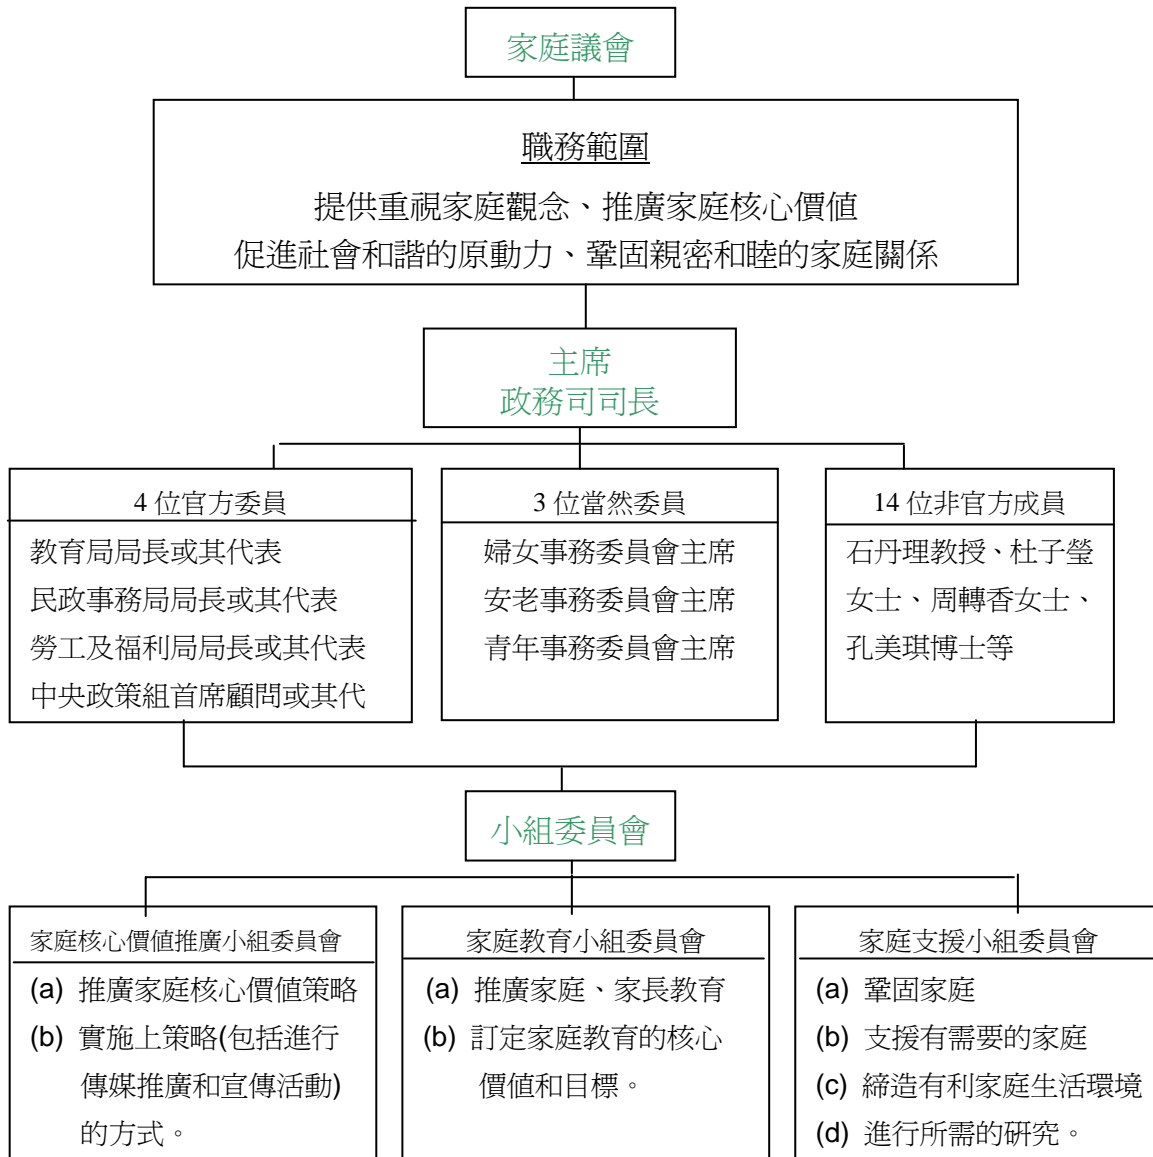 家庭議會
職務範圍
提供重視家庭觀念、推廣家庭核心價值
促進社會和諧的原動力、鞏固親密和睦的家庭關係
主席
政務司司長
4 位官方委員
教育局局長或其代表
民政事務局局長或其代表
勞工及福利局局長或其代表
中央政策組首席顧問或其代
3 位當然委員
婦女事務委員會主席
安老事務委員會主席
青年事務委員會主席
14 位非官方成員
石丹理教授、杜子瑩
女士、周轉香女士、
孔美琪博士等
小組委員會
家庭核心價值推廣小組委員會
(a) 推廣家庭核心價值策略
(b) 實施上策略(包括進行
傳媒推廣和宣傳活動)
的方式。
家庭教育小組委員會
(a) 推廣家庭、家長教育
(b) 訂定家庭教育的核心
價值和目標。
家庭支援小組委員會
(a) 鞏固家庭
(b) 支援有需要的家庭
(c) 締造有利家庭生活環境
(d) 進行所需的研究。